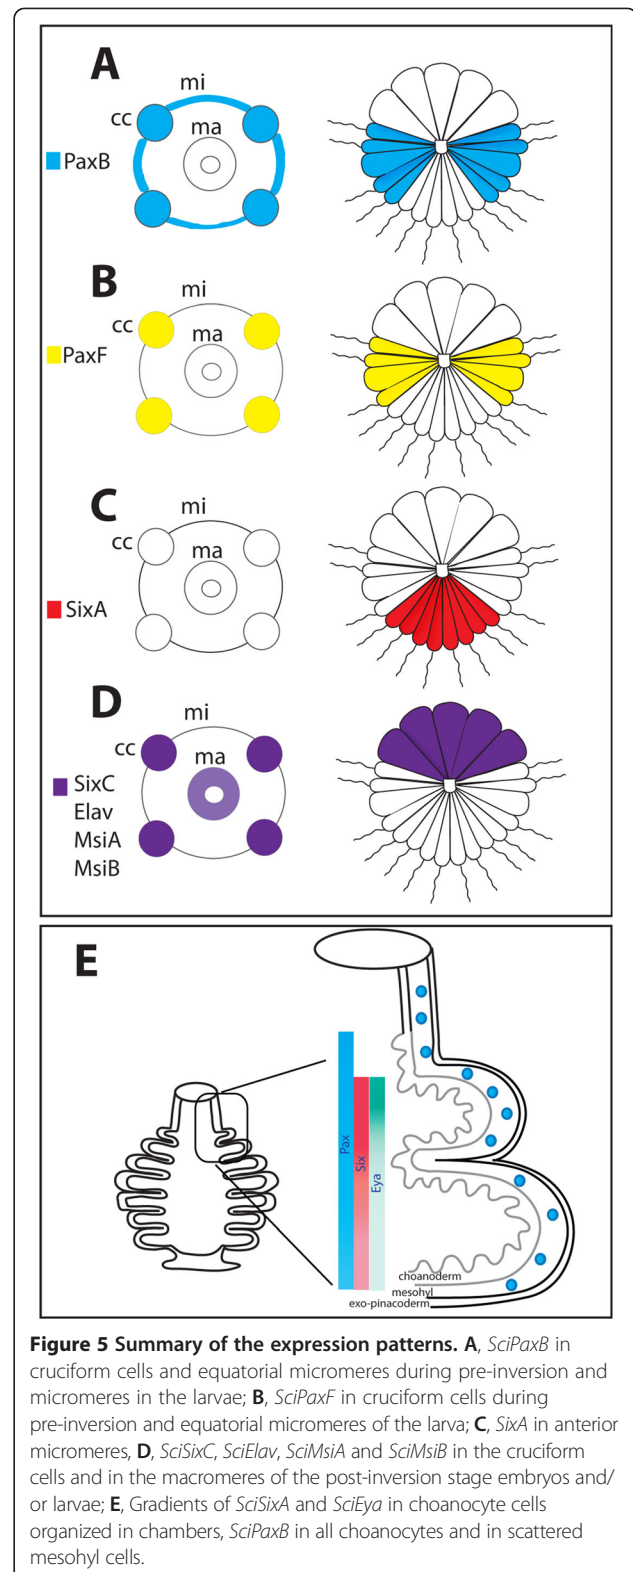 A
mi
cc
ma
PaxB
B
mi
cc
ma
PaxF
C
mi
cc
ma
SixA
D
mi
cc
ma
SixC
Elav
MsiA
MsiB
E
Pax
Six
Eya
choanoderm
mesohyl
exo-pinacoderm
Figure 5 Summary of the expression patterns. A, SciPaxB in
cruciform cells and equatorial micromeres during pre-inversion and
micromeres in the larvae; B, SciPaxF in cruciform cells during
pre-inversion and equatorial micromeres of the larva; C, SixA in anterior
micromeres, D, SciSixC, SciElav, SciMsiA and SciMsiB in the cruciform
cells and in the macromeres of the post-inversion stage embryos and/
or larvae; E, Gradients of SciSixA and SciEya in choanocyte cells
organized in chambers, SciPaxB in all choanocytes and in scattered
mesohyl cells.